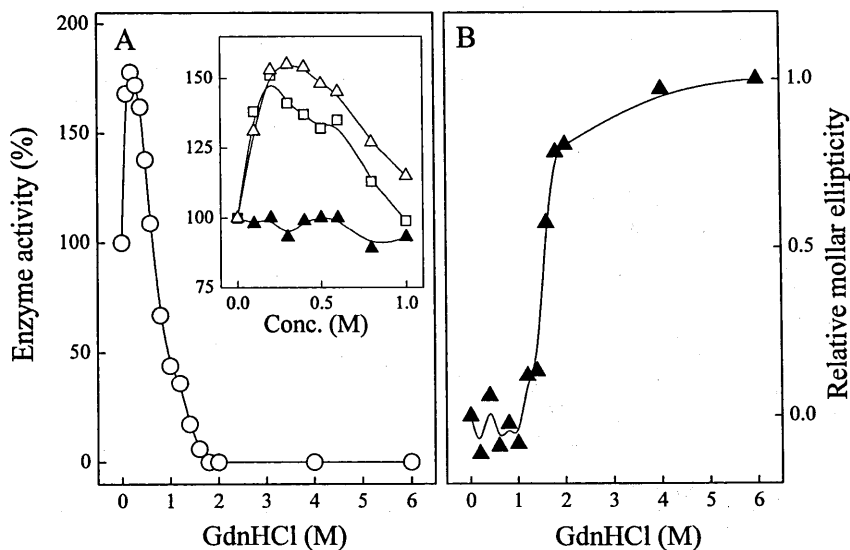 A
200
150
100
50
0
Enzyme activity (%)
0 1 2 3 4 5 6
GdnHCl (M)
150
125
100
75
0.0 0.5 1.0
Conc. (M)
B
1.0
0.5
0.0
Relative mollar ellipticity
0 1 2 4 6
GdnHCl (M)